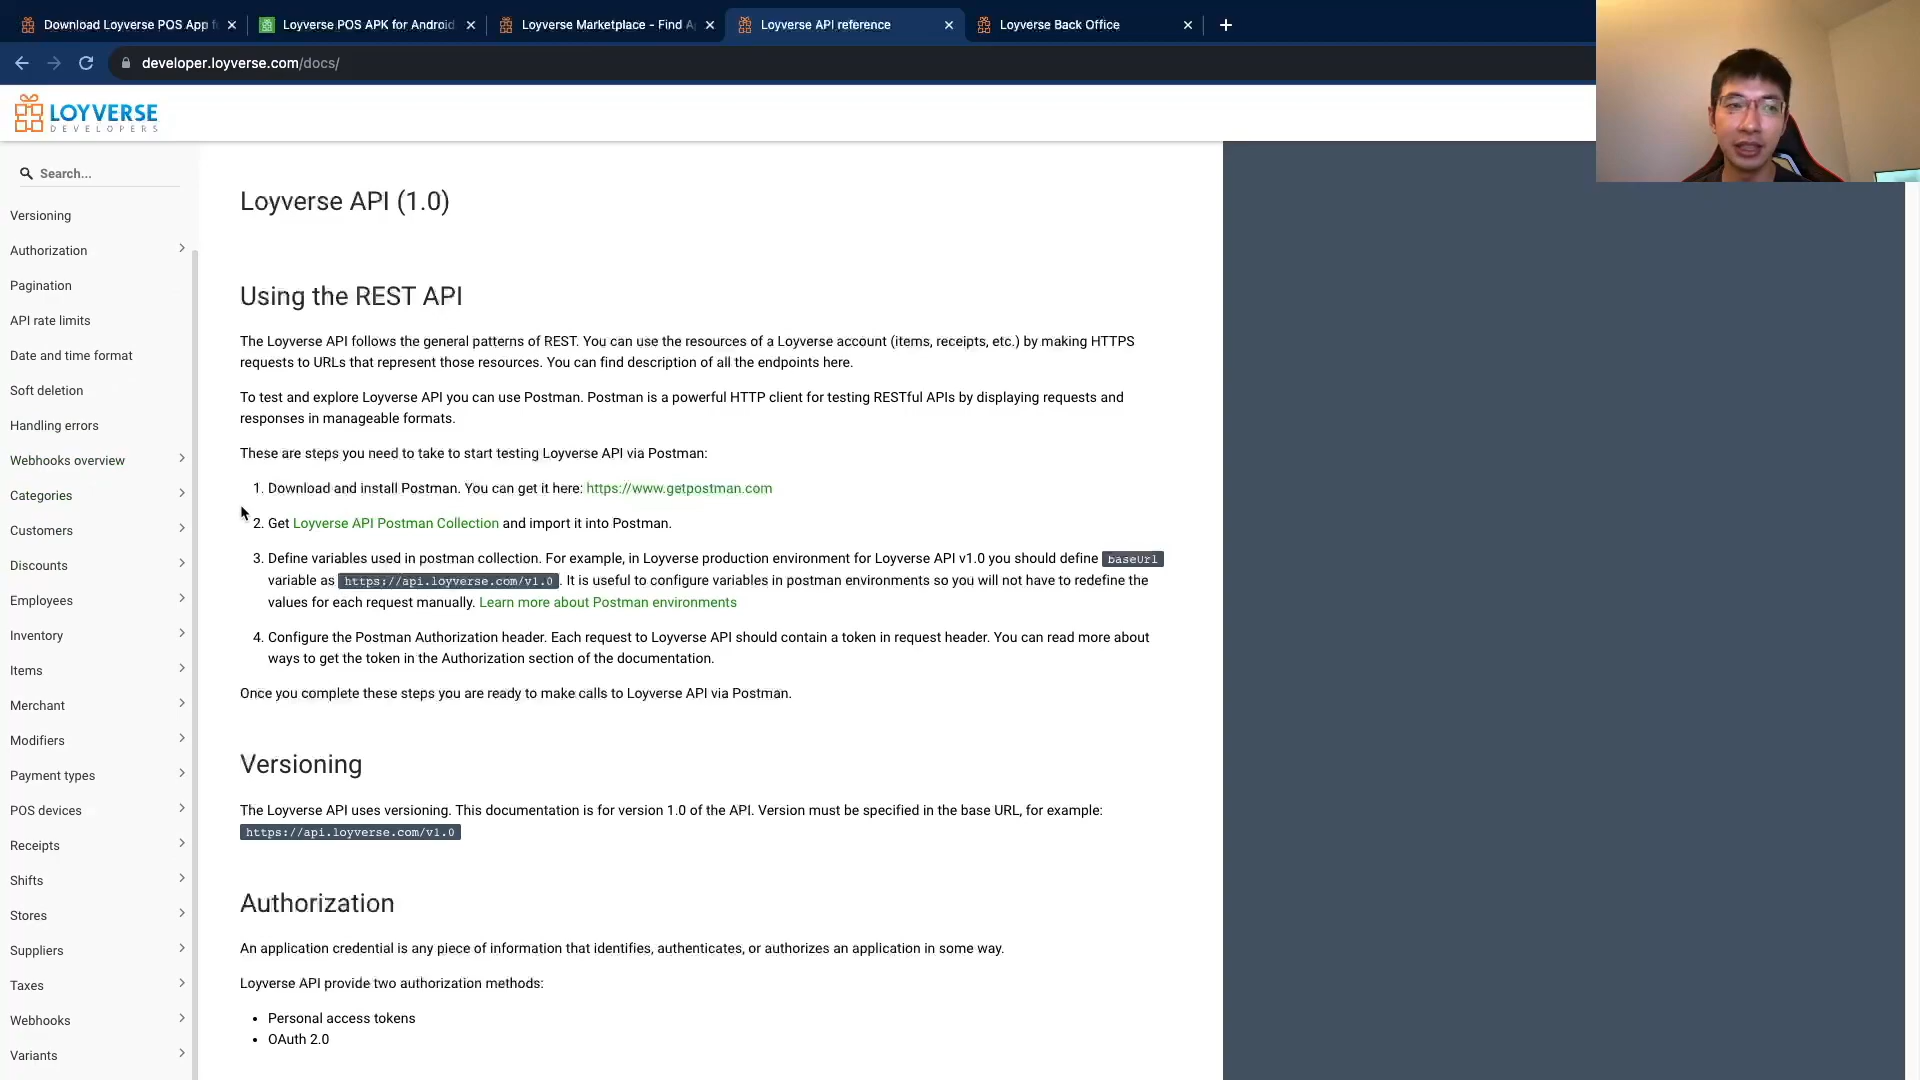 Download Loyverse POS App f
Loyverse POS APK for Android
Loyverse Marketplace - Find A
Loyverse API reference
Loyverse Back Office
developer.loyverse.com/docs/
LOYVERSE
DEVELOPERS
Search...
Versioning
Authorization
Pagination
API rate limits
Date and time format
Soft deletion
Handling errors
Webhooks overview
Categories
Customers
Discounts
Employees
Inventory
Items
Merchant
Modifiers
Payment types
POS devices
Receipts
Shifts
Stores
Suppliers
Taxes
Webhooks
Variants
Loyverse API (1.0)
Using the REST API
The Loyverse API follows the general patterns of REST. You can use the resources of a Loyverse account (items, receipts, etc.) by making HTTPS
requests to URLs that represent those resources. You can find description of all the endpoints here.
To test and explore Loyverse API you can use Postman. Postman is a powerful HTTP client for testing RESTful APIs by displaying requests and
responses in manageable formats.
These are steps you need to take to start testing Loyverse API via Postman:
1. Download and install Postman. You can get it here: https://www.getpostman.com
2. Get Loyverse API Postman Collection and import it into Postman.
3. Define variables used in postman collection. For example, in Loyverse production environment for Loyverse API v1.0 you should define baseUrl
variable as https://api.loyverse.com/v1.0 . It is useful to configure variables in postman environments so you will not have to redefine the
values for each request manually. Learn more about Postman environments
4. Configure the Postman Authorization header. Each request to Loyverse API should contain a token in request header. You can read more about
ways to get the token in the Authorization section of the documentation.
Once you complete these steps you are ready to make calls to Loyverse API via Postman.
Versioning
The Loyverse API uses versioning. This documentation is for version 1.0 of the API. Version must be specified in the base URL, for example:
https://api.loyverse.com/v1.0
Authorization
An application credential is any piece of information that identifies, authenticates, or authorizes an application in some way.
Loyverse API provide two authorization methods:
• Personal access tokens
• OAuth 2.0